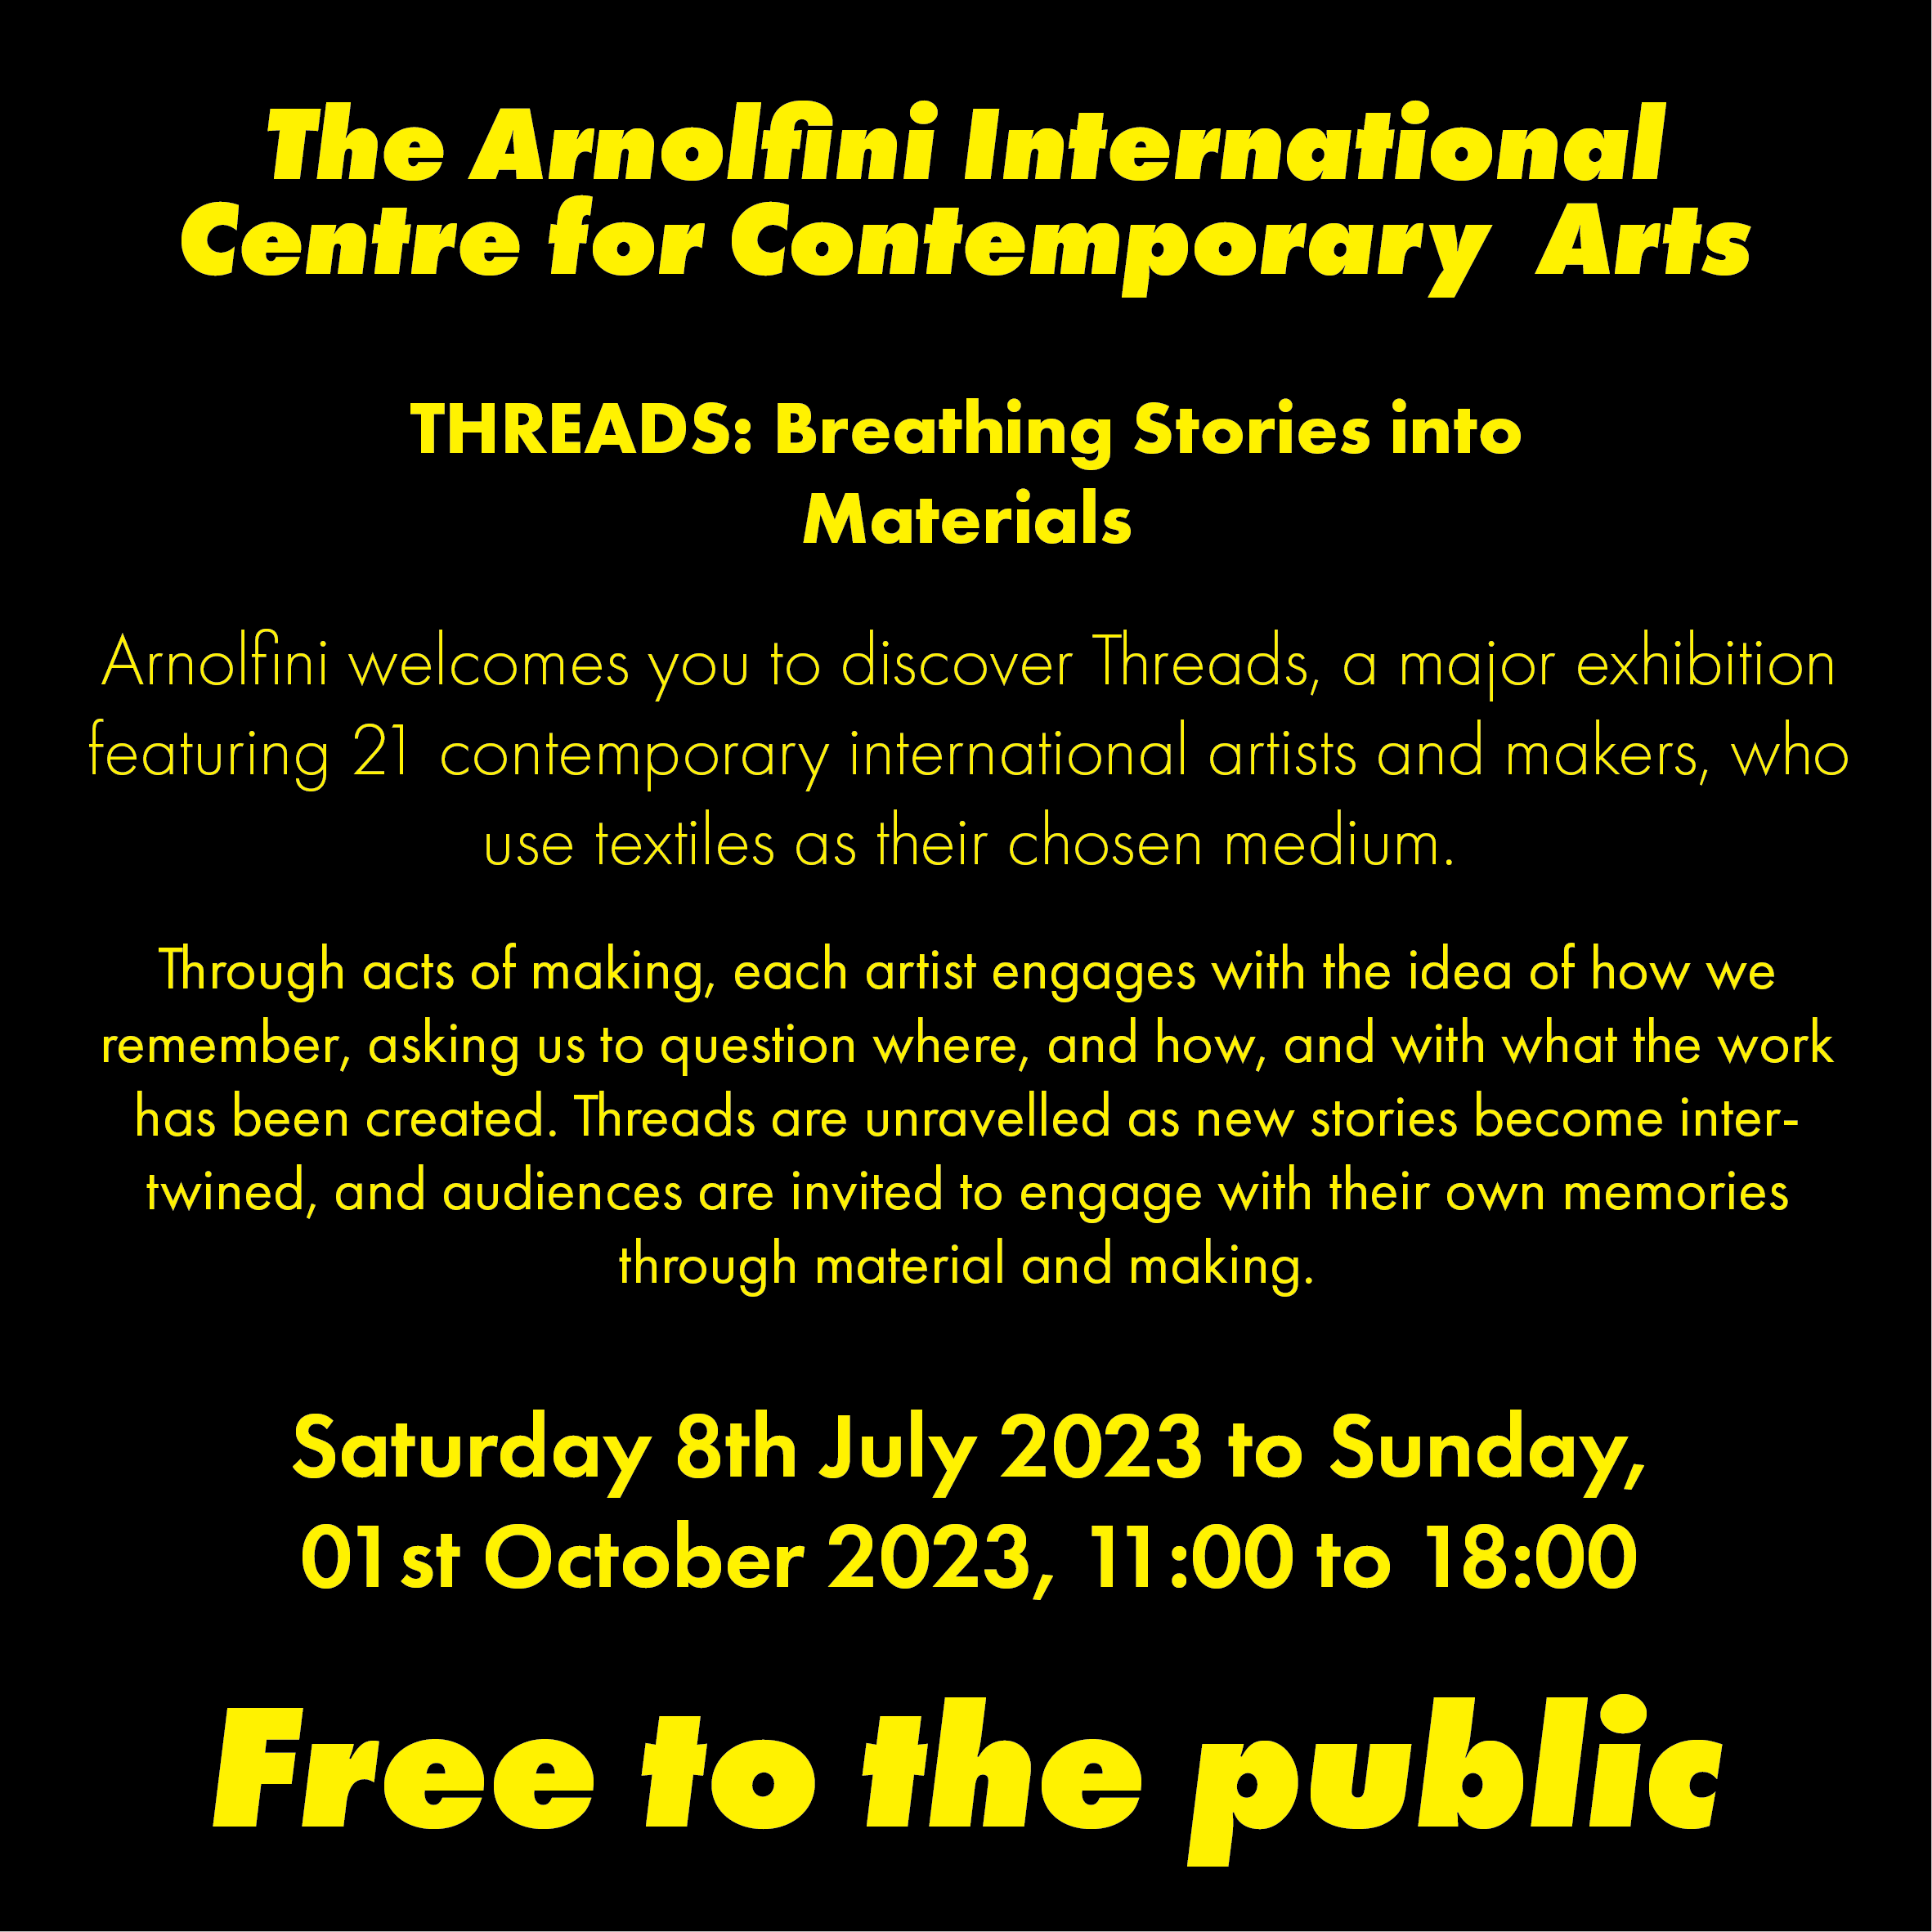 The Arnolfini International
Centre for Contemporary Arts
THREADS: Breathing Stories into
Materials
Arnolfini welcomes you to discover Threads, a major exhibition
featuring 21 contemporary international artists and makers, who
use textiles as their chosen medium.
Through acts of making, each artist engages with the idea of how we
remember, asking us to question where, and how, and with what the work
has been created. Threads are unravelled as new stories become inter-
twined, and audiences are invited to engage with their own memories
through material and making.
Saturday 8th July 2023 to Sunday,
01st October 2023, 11:00 to 18:00
Free to the public